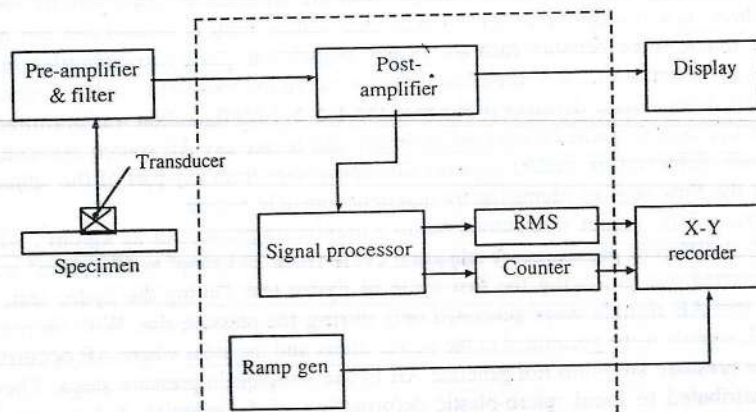 Pre-amplifier
& filter
Post-
amplifier
Display
Transducer
Specimen
Signal processor
RMS
Counter
X-Y
recorder
Ramp gen